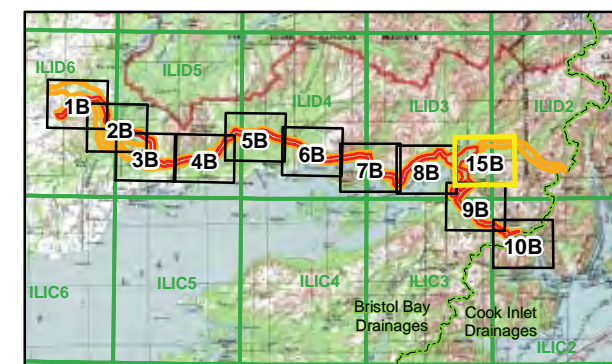 ILID6
ILID5
ILID4
ILID3
ILID2
1B
2B
3B
4B
5B
6B
7B
8B
15B
9B
10B
ILIC6
ILIC5
ILIC4
ILIC3
ILIC2
Bristol Bay
Drainages
Cook Inlet
Drainages